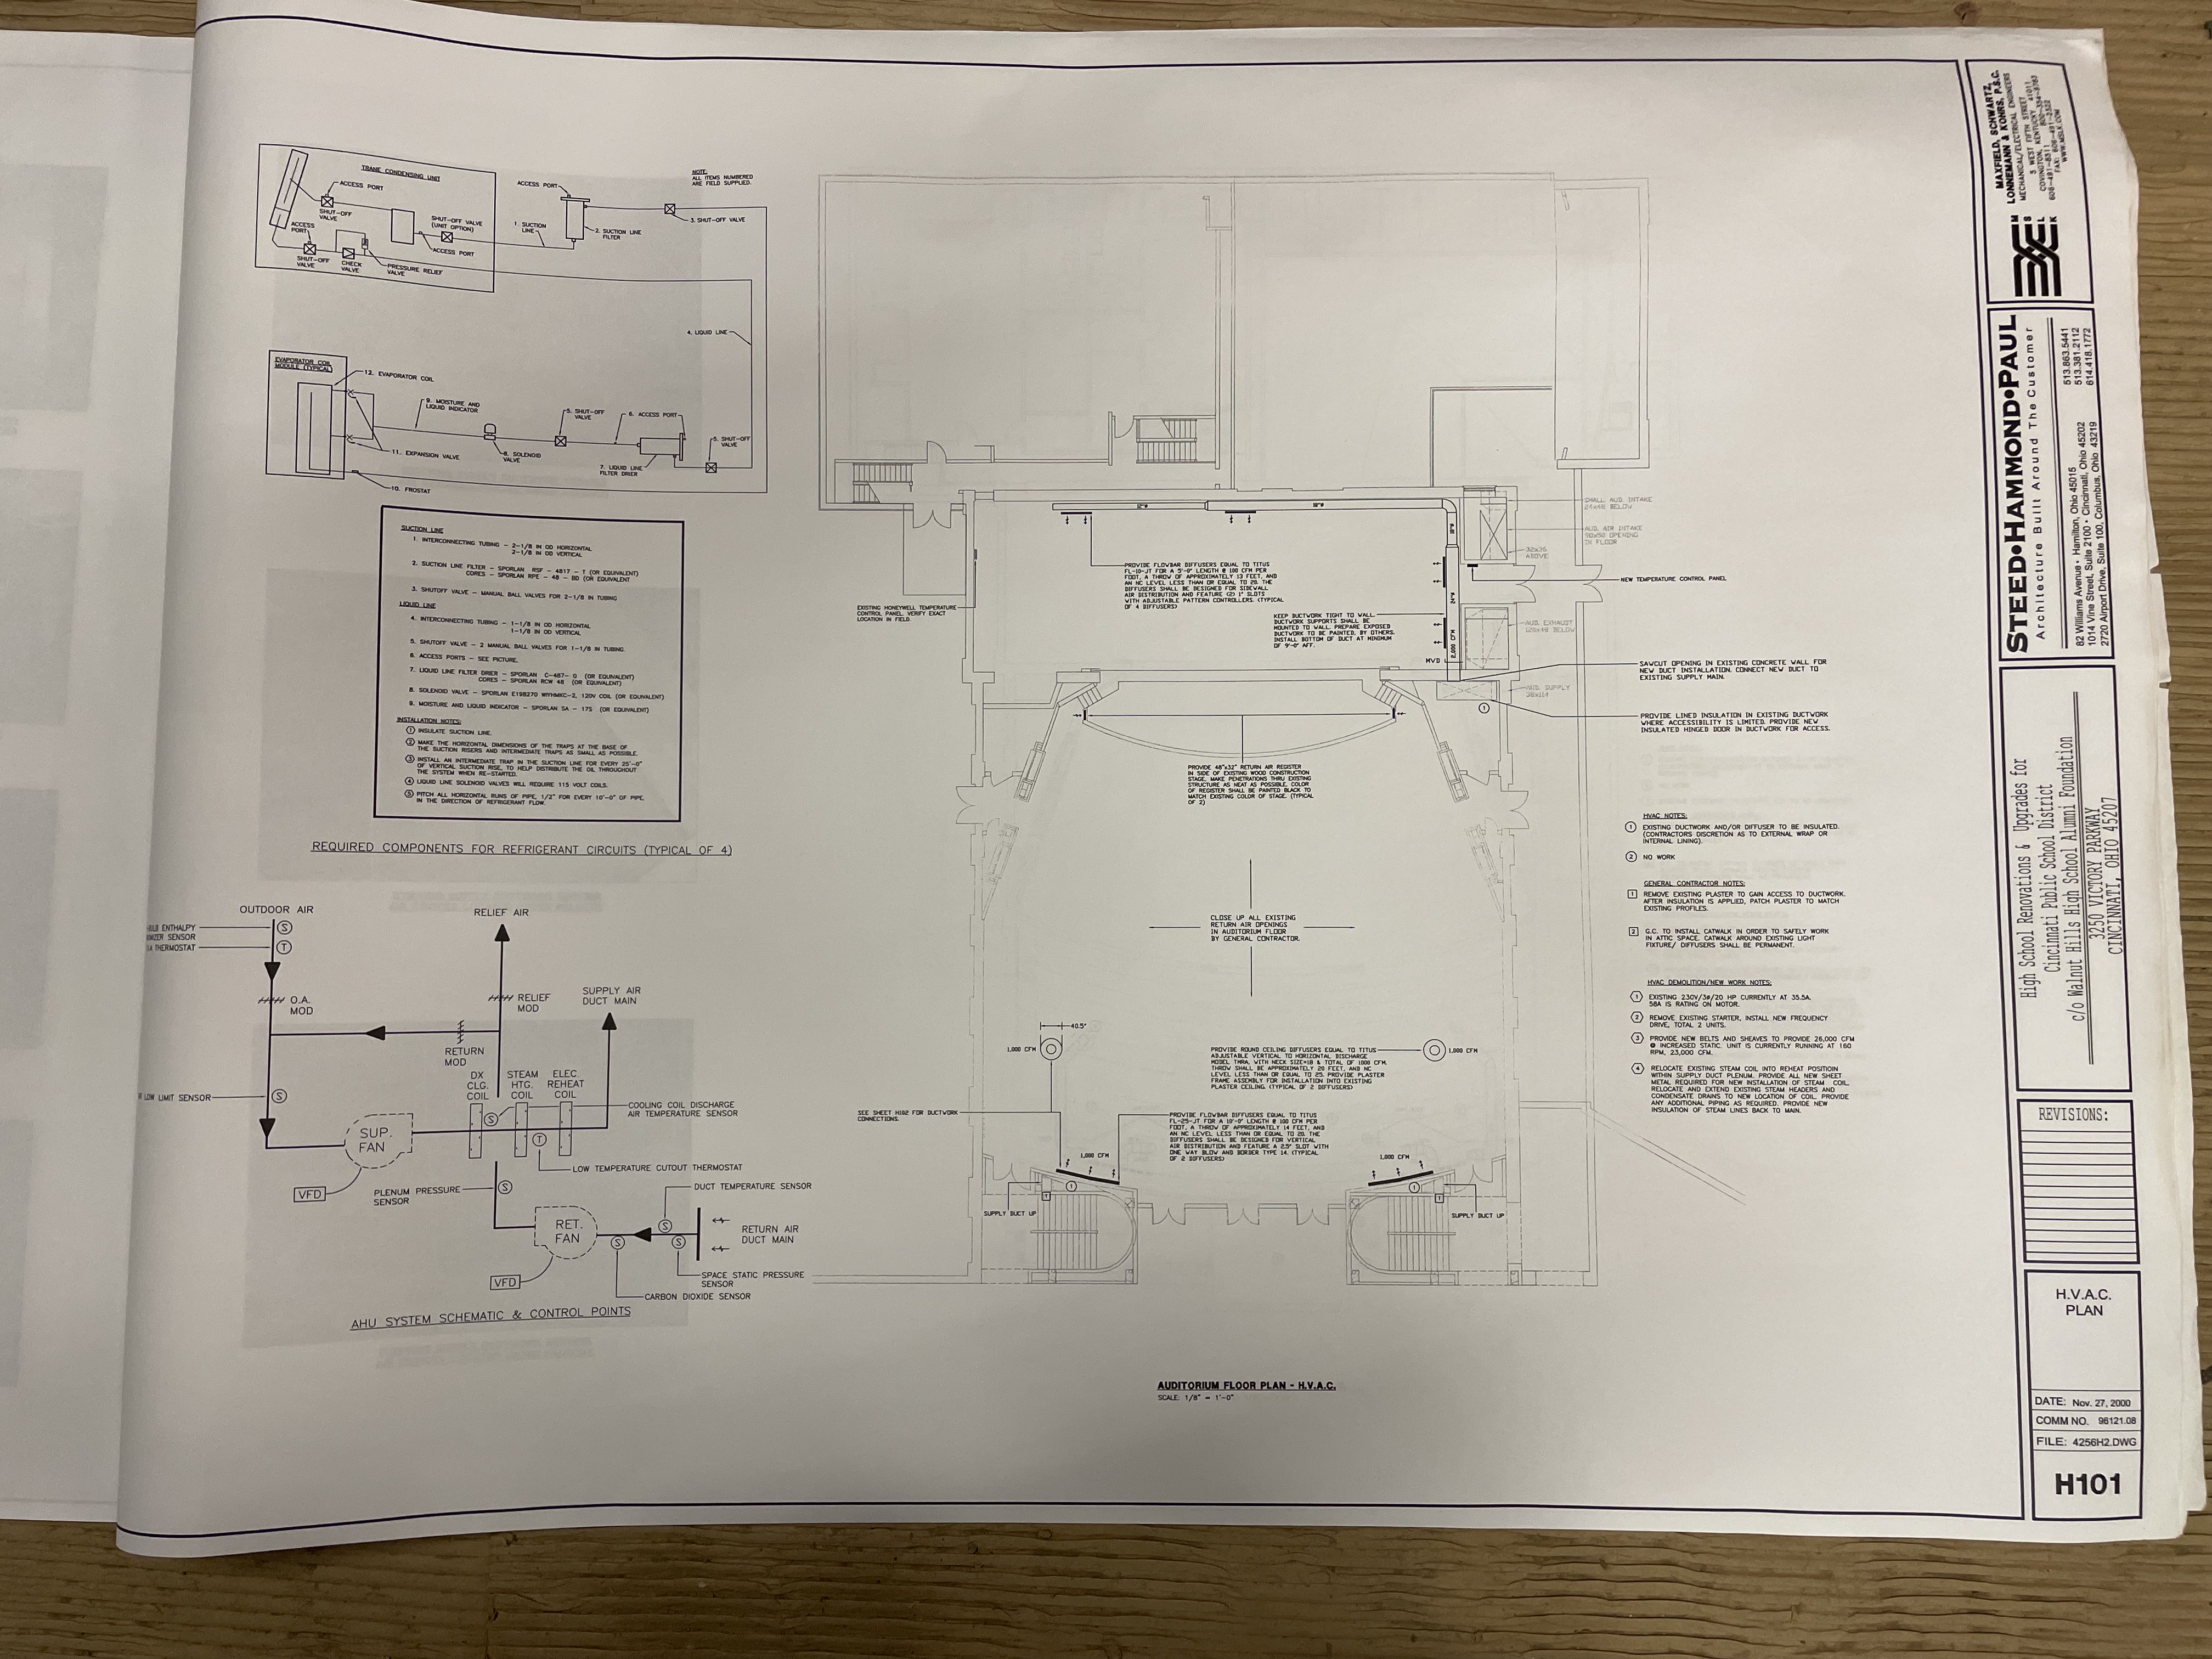 TRANE CONDENSING UNIT
ACCESS PORT
SHUT-OFF
VALVE
ACCESS
PORT
SHUT-OFF VALVE
(UNIT OPTION)
ACCESS PORT
SHUT-OFF
VALVE
CHECK
VALVE
PRESSURE RELIEF
VALVE
ACCESS PORT
1. SUCTION
LINE
2. SUCTION LINE
FILTER
3. SHUT-OFF VALVE
NOTE:
ALL ITEMS NUMBERED
ARE FIELD SUPPLIED.
4. LIQUID LINE
EVAPORATOR COIL
MODULE (TYPICAL)
12. EVAPORATOR COIL
9. MOISTURE AND
LIQUID INDICATOR
5. SHUT-OFF
VALVE
6. ACCESS PORT
5. SHUT-OFF
VALVE
11. EXPANSION VALVE
8. SOLENOID
VALVE
7. LIQUID LINE
FILTER DRIER
10. FROSTAT
SUCTION LINE
1. INTERCONNECTING TUBING - 2-1/8 IN OD HORIZONTAL
2-1/8 IN OD VERTICAL
2. SUCTION LINE FILTER - SPORLAN RSF - 4817 - T (OR EQUIVALENT)
CORES - SPORLAN RPE - 48 - BD (OR EQUIVALENT
3. SHUTOFF VALVE - MANUAL BALL VALVES FOR 2-1/8 IN TUBING
LIQUID LINE
4. INTERCONNECTING TUBING - 1-1/8 IN OD HORIZONTAL
1-1/8 IN OD VERTICAL
5. SHUTOFF VALVE - 2 MANUAL BALL VALVES FOR 1-1/8 IN TUBING.
6. ACCESS PORTS - SEE PICTURE.
7. LIQUID LINE FILTER DRIER - SPORLAN C-487- G (OR EQUIVALENT)
CORES - SPORLAN RCW 48 (OR EQUIVALENT)
8. SOLENOID VALVE - SPORLAN E19B270 W/HMKC-2, 120V COIL (OR EQUIVALENT)
9. MOISTURE AND LIQUID INDICATOR - SPORLAN SA - 17S (OR EQUIVALENT)
INSTALLATION NOTES:
1 INSULATE SUCTION LINE.
2 MAKE THE HORIZONTAL DIMENSIONS OF THE TRAPS AT THE BASE OF
THE SUCTION RISERS AND INTERMEDIATE TRAPS AS SMALL AS POSSIBLE.
3 INSTALL AN INTERMEDIATE TRAP IN THE SUCTION LINE FOR EVERY 25'-0"
OF VERTICAL SUCTION RISE, TO HELP DISTRIBUTE THE OIL THROUGHOUT
THE SYSTEM WHEN RE-STARTED.
4 LIQUID LINE SOLENOID VALVES WILL REQUIRE 115 VOLT COILS.
5 PITCH ALL HORIZONTAL RUNS OF PIPE, 1/2" FOR EVERY 10'-0" OF PIPE,
IN THE DIRECTION OF REFRIGERANT FLOW.
REQUIRED COMPONENTS FOR REFRIGERANT CIRCUITS (TYPICAL OF 4)
OUTDOOR AIR
ENTHALPY
SENSOR
THERMOSTAT
S
T
O.A.
MOD
RELIEF AIR
RELIEF
MOD
SUPPLY AIR
DUCT MAIN
RETURN
MOD
LOW LIMIT SENSOR
S
DX
CLG.
COIL
STEAM
HTG.
COIL
ELEC.
REHEAT
COIL
S
COOLING COIL DISCHARGE
AIR TEMPERATURE SENSOR
SUP.
FAN
T
LOW TEMPERATURE CUTOUT THERMOSTAT
VFD
PLENUM PRESSURE
SENSOR
S
DUCT TEMPERATURE SENSOR
S
RET.
FAN
S
S
RETURN AIR
DUCT MAIN
VFD
SPACE STATIC PRESSURE
SENSOR
CARBON DIOXIDE SENSOR
AHU SYSTEM SCHEMATIC & CONTROL POINTS
12"ø
SMALL AUD. INTAKE
24x48 BELOW
AUD. AIR INTAKE
90x90 OPENING
IN FLOOR
32x36
ABOVE
PROVIDE FLOWBAR DIFFUSERS EQUAL TO TITUS
FL-10-JT FOR A 5'-0" LENGTH @ 100 CFM PER
FOOT, A THROW OF APPROXIMATELY 13 FEET, AND
AN NC LEVEL LESS THAN OR EQUAL TO 20. THE
DIFFUSERS SHALL BE DESIGNED FOR SIDEWALL
AIR DISTRIBUTION AND FEATURE (2) 1" SLOTS
WITH ADJUSTABLE PATTERN CONTROLLERS. (TYPICAL
OF 4 DIFFUSERS)
NEW TEMPERATURE CONTROL PANEL
EXISTING HONEYWELL TEMPERATURE
CONTROL PANEL. VERIFY EXACT
LOCATION IN FIELD.
KEEP DUCTWORK TIGHT TO WALL.
DUCTWORK SUPPORTS SHALL BE
MOUNTED TO WALL. PREPARE EXPOSED
DUCTWORK TO BE PAINTED, BY OTHERS.
INSTALL BOTTOM OF DUCT AT MINIMUM
OF 9'-0" AFF.
MVD
2,000 CFM
AUD. EXHAUST
120x48 BELOW
AUD. SUPPLY
1
SAWCUT OPENING IN EXISTING CONCRETE WALL FOR
NEW DUCT INSTALLATION. CONNECT NEW DUCT TO
EXISTING SUPPLY MAIN.
PROVIDE LINED INSULATION IN EXISTING DUCTWORK
WHERE ACCESSIBILITY IS LIMITED. PROVIDE NEW
INSULATED HINGED DOOR IN DUCTWORK FOR ACCESS.
PROVIDE 48"x32" RETURN AIR REGISTER
IN SIDE OF EXISTING WOOD CONSTRUCTION
STAGE. MAKE PENETRATIONS THRU EXISTING
STRUCTURE AS NEAT AS POSSIBLE. COLOR
OF REGISTER SHALL BE PAINTED BLACK TO
MATCH EXISTING COLOR OF STAGE. (TYPICAL
OF 2)
CLOSE UP ALL EXISTING
RETURN AIR OPENINGS
IN AUDITORIUM FLOOR
BY GENERAL CONTRACTOR.
40.5"
1,000 CFM
PROVIDE ROUND CEILING DIFFUSERS EQUAL TO TITUS
ADJUSTABLE VERTICAL TO HORIZONTAL DISCHARGE
MODEL THRA, WITH NECK SIZE=18 & TOTAL OF 1000 CFM.
THROW SHALL BE APPROXIMATELY 20 FEET, AND NC
LEVEL LESS THAN OR EQUAL TO 25. PROVIDE PLASTER
FRAME ASSEMBLY FOR INSTALLATION INTO EXISTING
PLASTER CEILING. (TYPICAL OF 2 DIFFUSERS)
1,000 CFM
SEE SHEET H102 FOR DUCTWORK
CONNECTIONS.
PROVIDE FLOWBAR DIFFUSERS EQUAL TO TITUS
FL-25-JT FOR A 10'-0" LENGTH @ 100 CFM PER
FOOT, A THROW OF APPROXIMATELY 14 FEET, AND
AN NC LEVEL LESS THAN OR EQUAL TO 20. THE
DIFFUSERS SHALL BE DESIGNED FOR VERTICAL
AIR DISTRIBUTION AND FEATURE A 2.5" SLOT WITH
ONE WAY BLOW AND BORDER TYPE 14. (TYPICAL
OF 2 DIFFUSERS)
1,000 CFM
1,000 CFM
1
1
1
1
SUPPLY DUCT UP
SUPPLY DUCT UP
AUDITORIUM FLOOR PLAN - H.V.A.C.
SCALE: 1/8" = 1'-0"
HVAC NOTES:
1 EXISTING DUCTWORK AND/OR DIFFUSER TO BE INSULATED.
(CONTRACTORS DISCRETION AS TO EXTERNAL WRAP OR
INTERNAL LINING).
2 NO WORK
GENERAL CONTRACTOR NOTES:
1 REMOVE EXISTING PLASTER TO GAIN ACCESS TO DUCTWORK.
AFTER INSULATION IS APPLIED, PATCH PLASTER TO MATCH
EXISTING PROFILES.
2 G.C. TO INSTALL CATWALK IN ORDER TO SAFELY WORK
IN ATTIC SPACE. CATWALK AROUND EXISTING LIGHT
FIXTURE/ DIFFUSERS SHALL BE PERMANENT.
HVAC DEMOLITION/NEW WORK NOTES:
1 EXISTING 230V/3ø/20 HP CURRENTLY AT 35.5A.
58A IS RATING ON MOTOR.
2 REMOVE EXISTING STARTER, INSTALL NEW FREQUENCY
DRIVE, TOTAL 2 UNITS.
3 PROVIDE NEW BELTS AND SHEAVES TO PROVIDE 26,000 CFM
@ INCREASED STATIC. UNIT IS CURRENTLY RUNNING AT 160
RPM, 23,000 CFM.
4 RELOCATE EXISTING STEAM COIL INTO REHEAT POSITION
WITHIN SUPPLY DUCT PLENUM. PROVIDE ALL NEW SHEET
METAL REQUIRED FOR NEW INSTALLATION OF STEAM COIL.
RELOCATE AND EXTEND EXISTING STEAM HEADERS AND
CONDENSATE DRAINS TO NEW LOCATION OF COIL. PROVIDE
ANY ADDITIONAL PIPING AS REQUIRED. PROVIDE NEW
INSULATION OF STEAM LINES BACK TO MAIN.
MAXFIELD, SCHWARTZ,
LONNEMANN & KOHRS, P.S.C.
MECHANICAL/ELECTRICAL ENGINEERS
5 WEST FIFTH STREET
COVINGTON, KENTUCKY 41011
606-491-8311
FAX: 606-491-2322
WWW.MSLK.COM
STEED•HAMMOND•PAUL
Architecture Built Around The Customer
82 Williams Avenue • Hamilton, Ohio 45015 513.863.5441
1014 Vine Street, Suite 2100 • Cincinnati, Ohio 45202 513.381.2112
2720 Airport Drive, Suite 100, Columbus, Ohio 43219 614.418.1772
High School Renovations & Upgrades for
Cincinnati Public School District
c/o Walnut Hills High School Alumni Foundation
3250 VICTORY PARKWAY
CINCINNATI, OHIO 45207
REVISIONS:
H.V.A.C.
PLAN
DATE: Nov. 27, 2000
COMM NO. 98121.08
FILE: 4256H2.DWG
H101